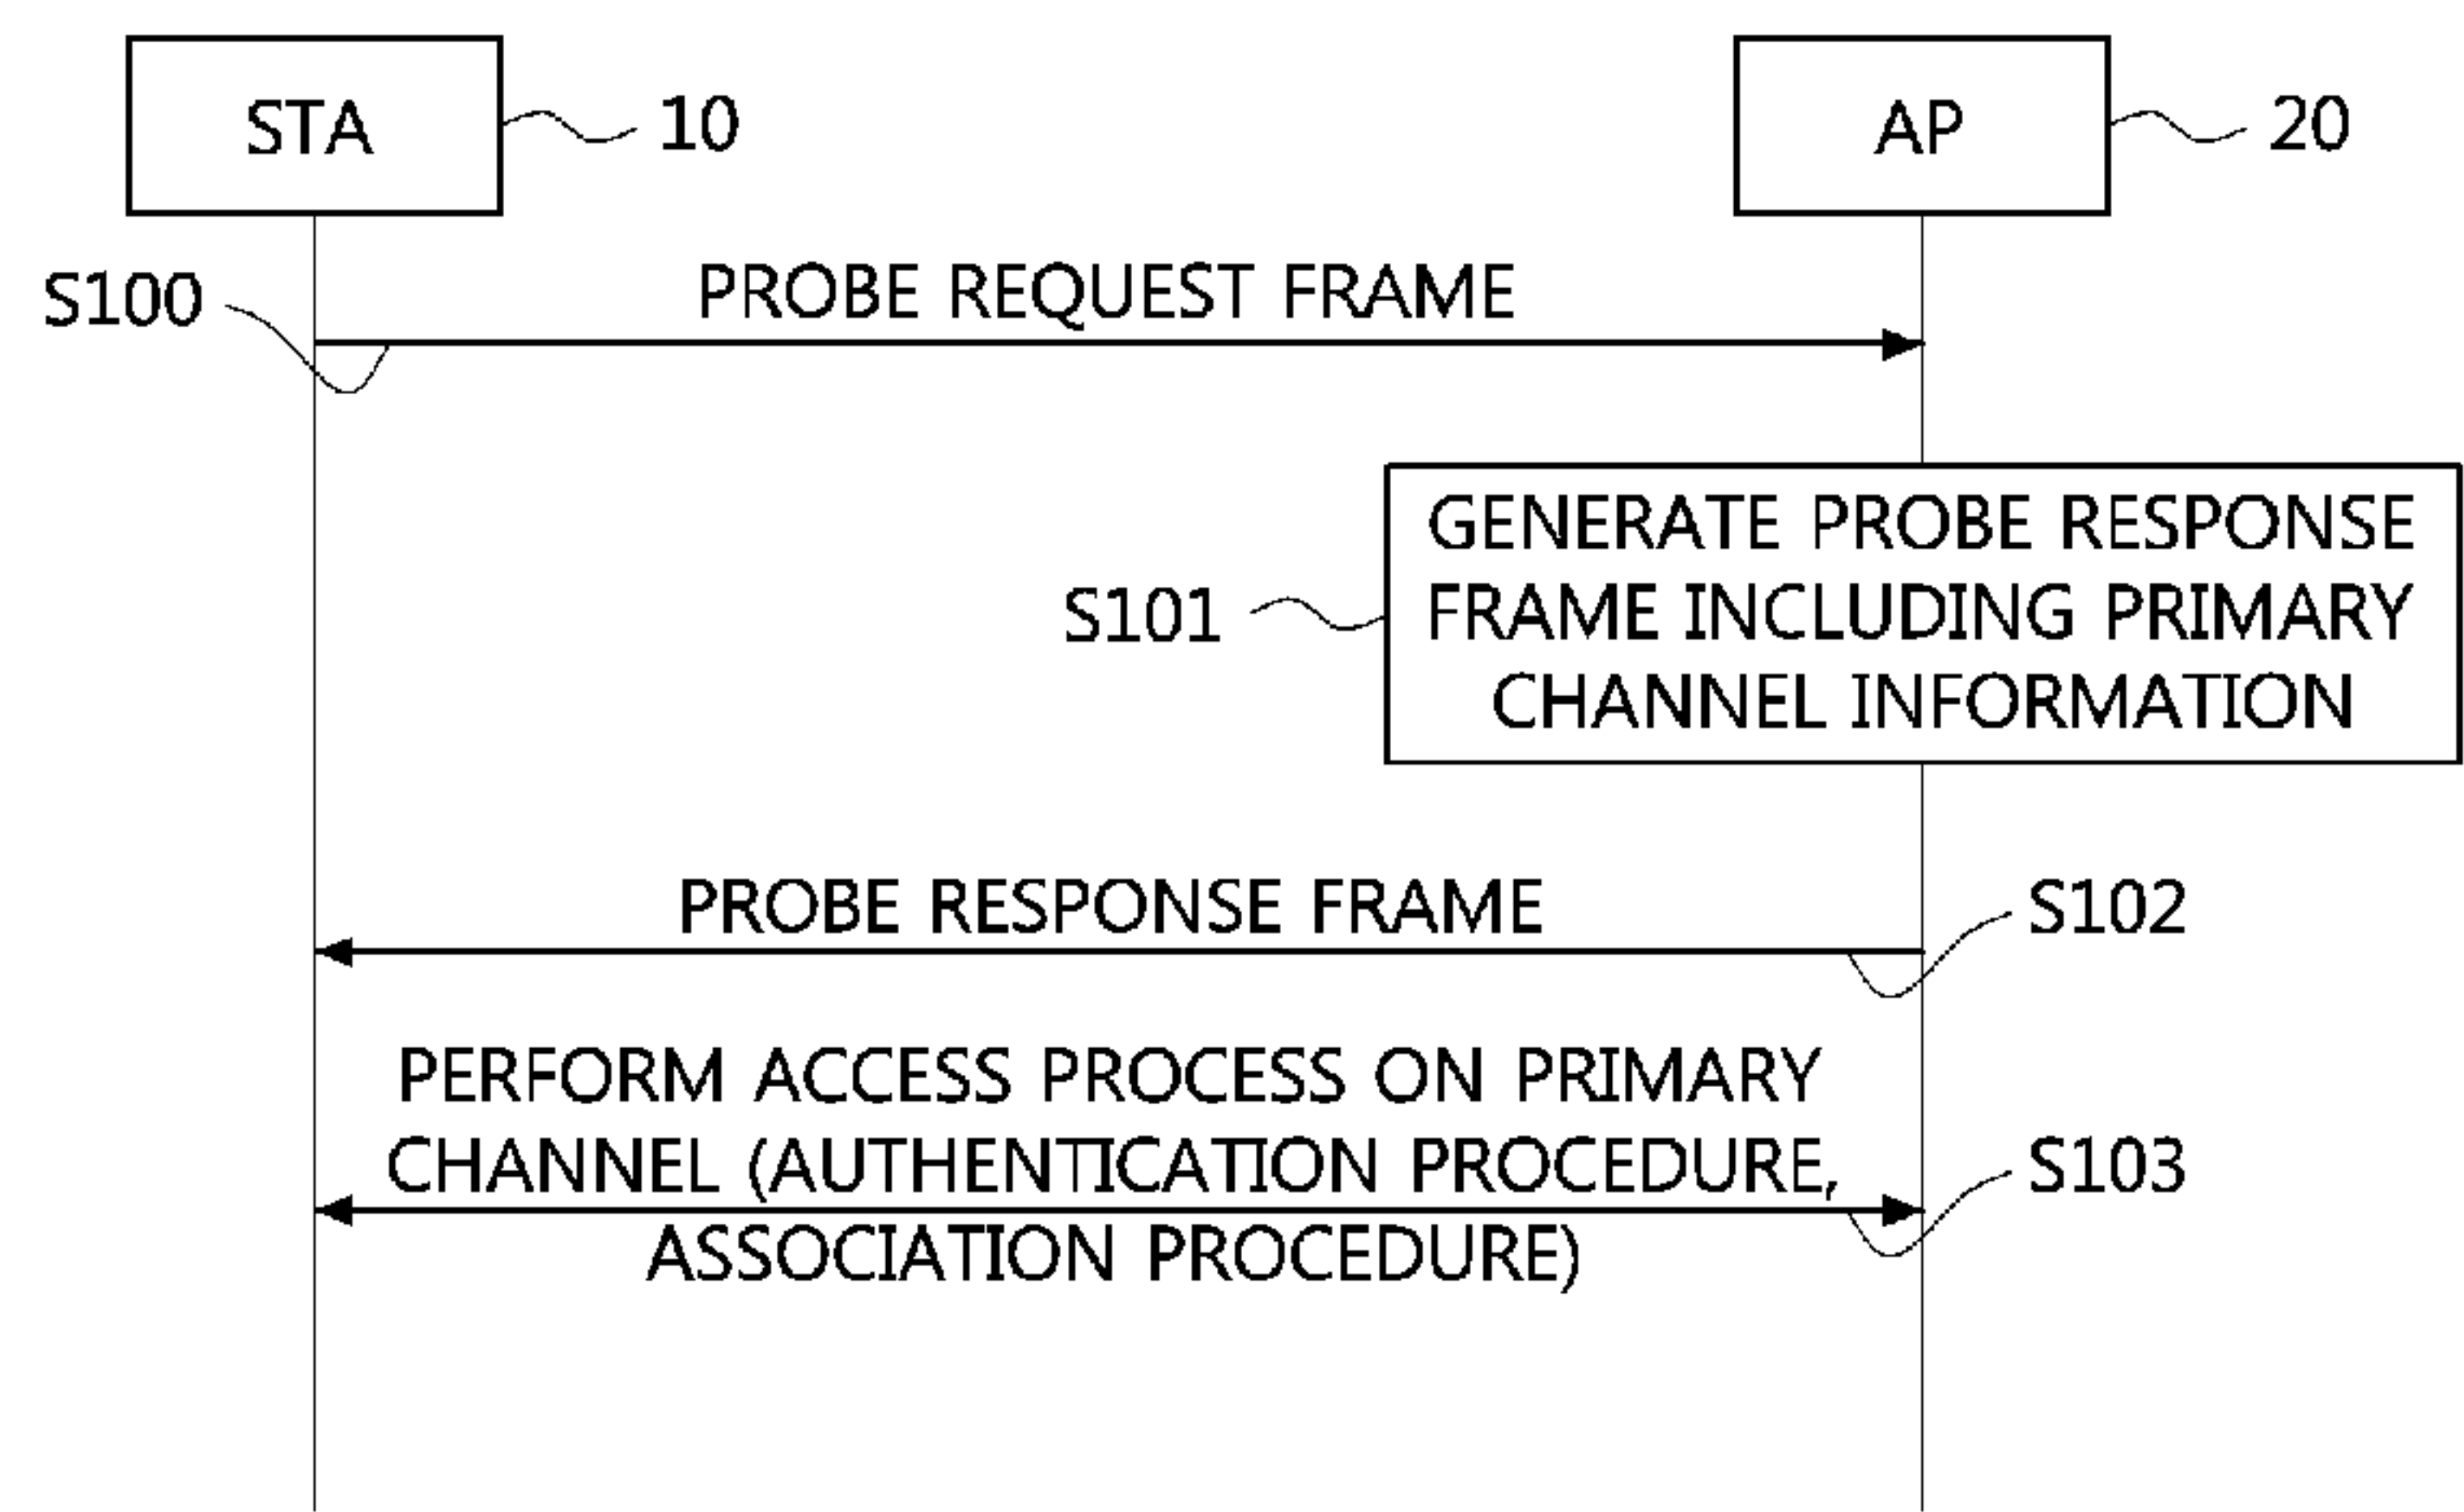 STA
10
AP
20
S100
PROBE REQUEST FRAME
GENERATE PROBE RESPONSE
FRAME INCLUDING PRIMARY
CHANNEL INFORMATION
S101
PROBE RESPONSE FRAME
S102
PERFORM ACCESS PROCESS ON PRIMARY
CHANNEL (AUTHENTICATION PROCEDURE,
ASSOCIATION PROCEDURE)
S103